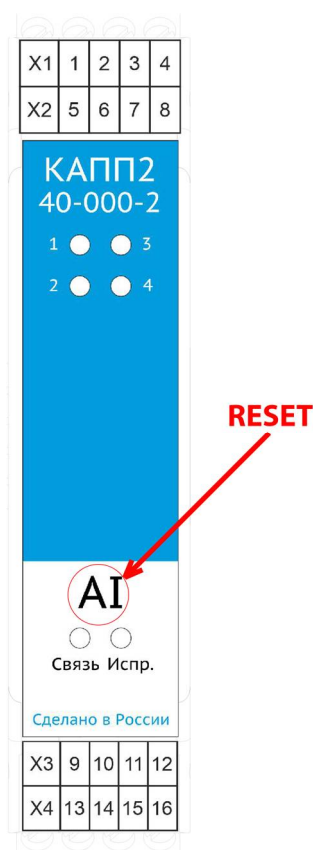 X1 1 2 3 4
X2 5 6 7 8
КАПП2
40-000-2
1 3
2 4
RESET
AI
Связь Испр.
Сделано в России
X3 9 10 11 12
X4 13 14 15 16